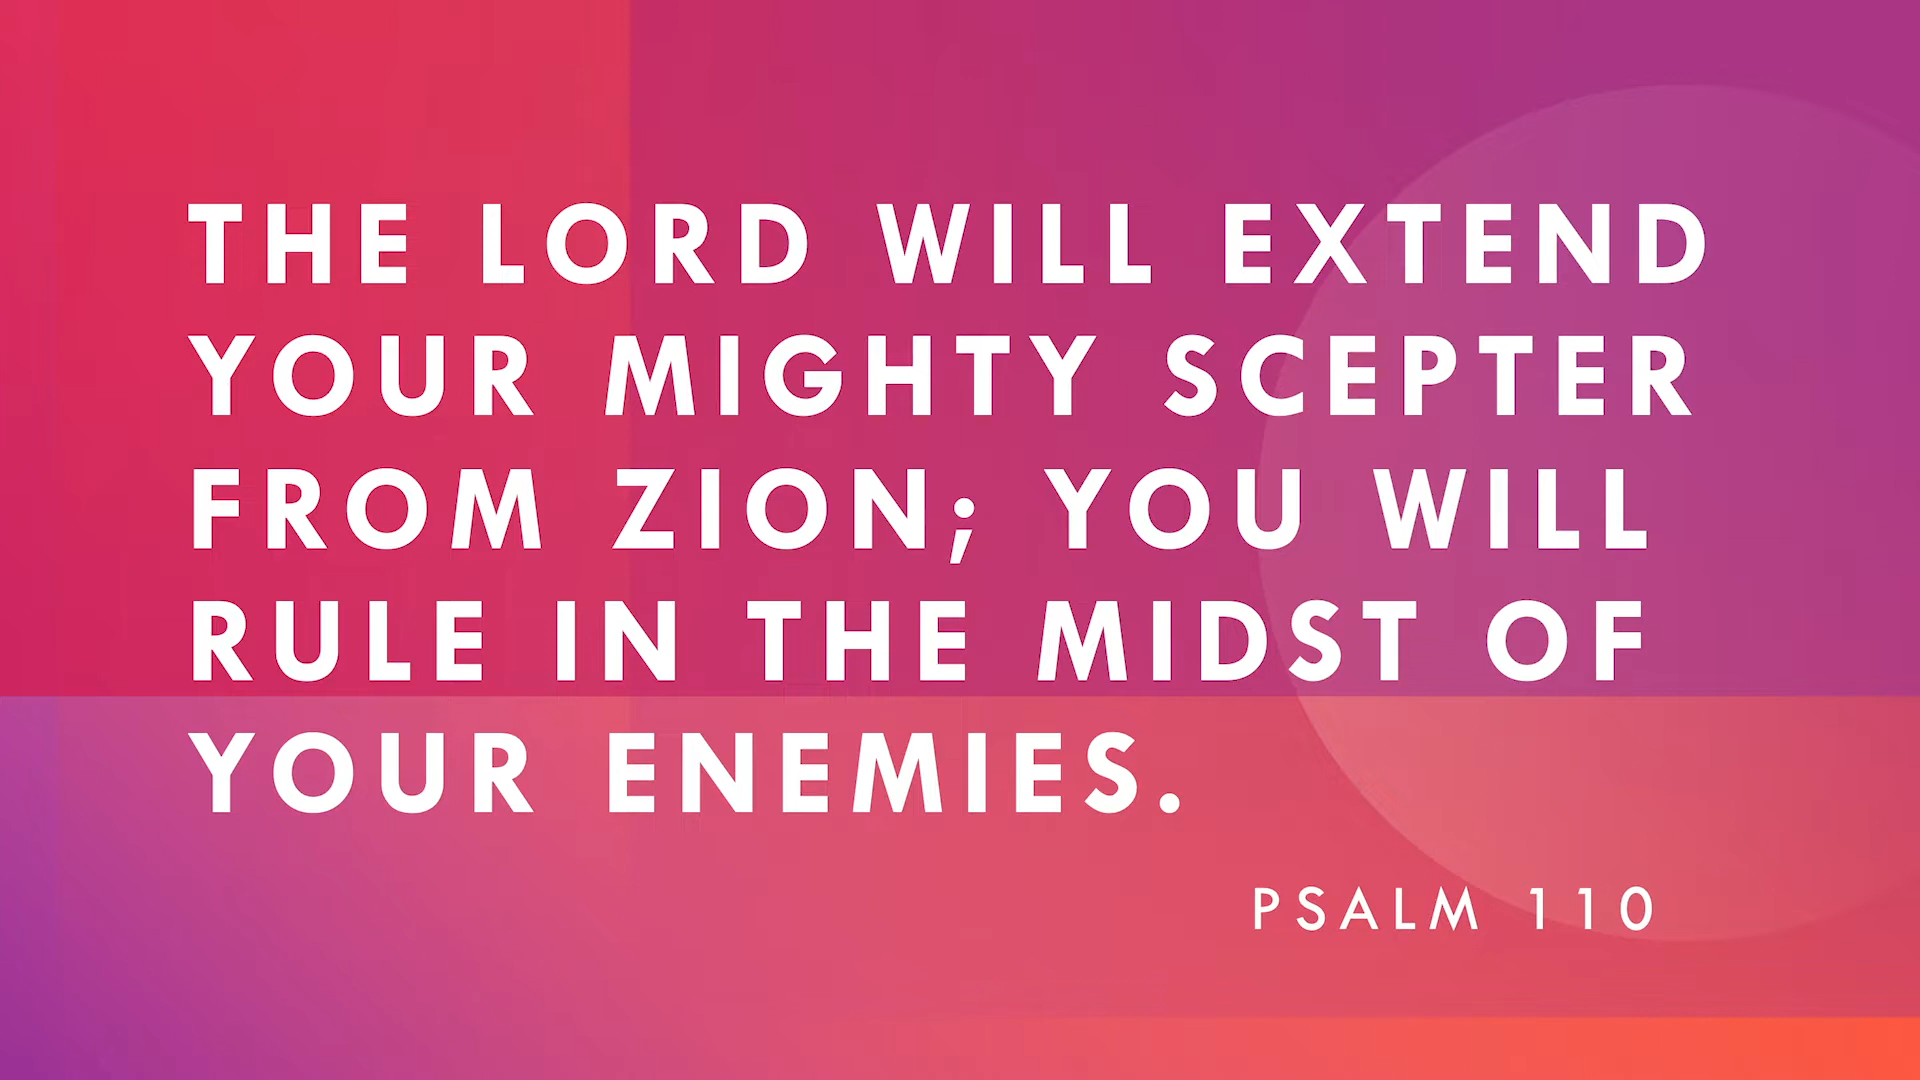 THE LORD WILL EXTEND
YOUR MIGHTY SCEPTER
FROM ZION; YOU WILL
RULE IN THE MIDST OF
YOUR ENEMIES.
PSALM 110